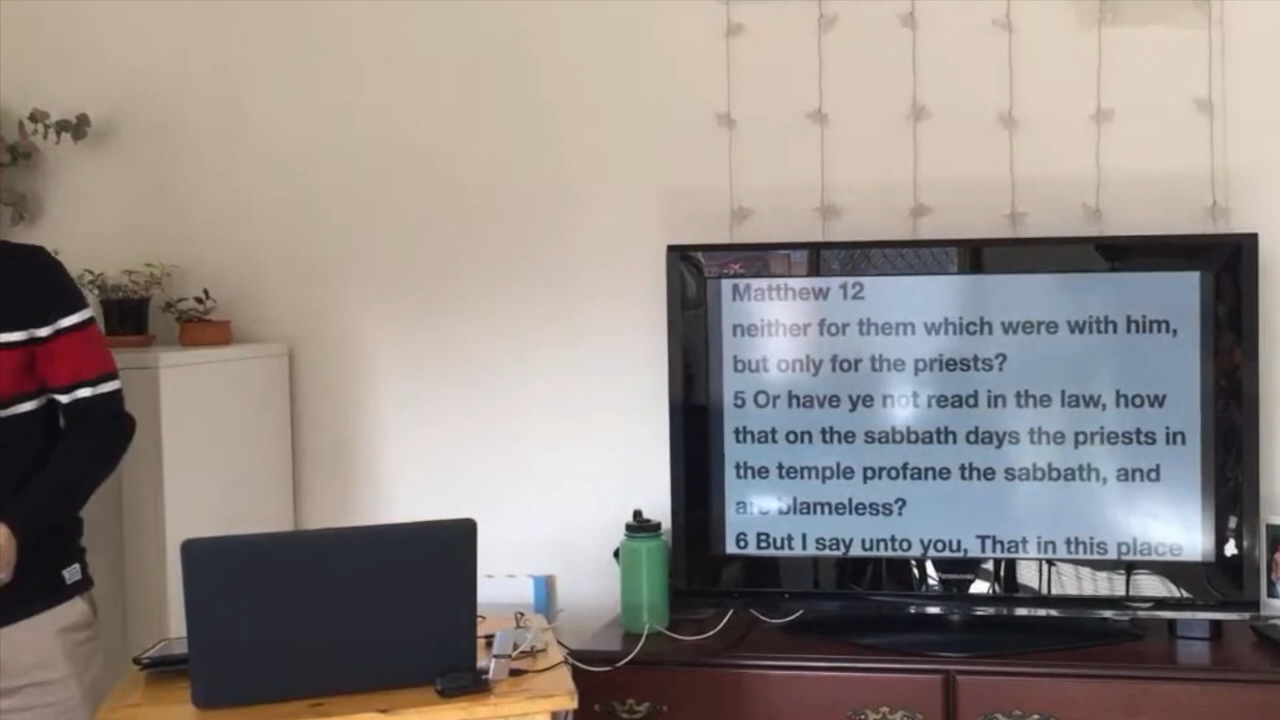 Matthew 12
neither for them which were with him,
but only for the priests?
5 Or have ye not read in the law, how
that on the sabbath days the priests in
the temple profane the sabbath, and
are blameless?
6 But I say unto you, That in this place
Panasonic